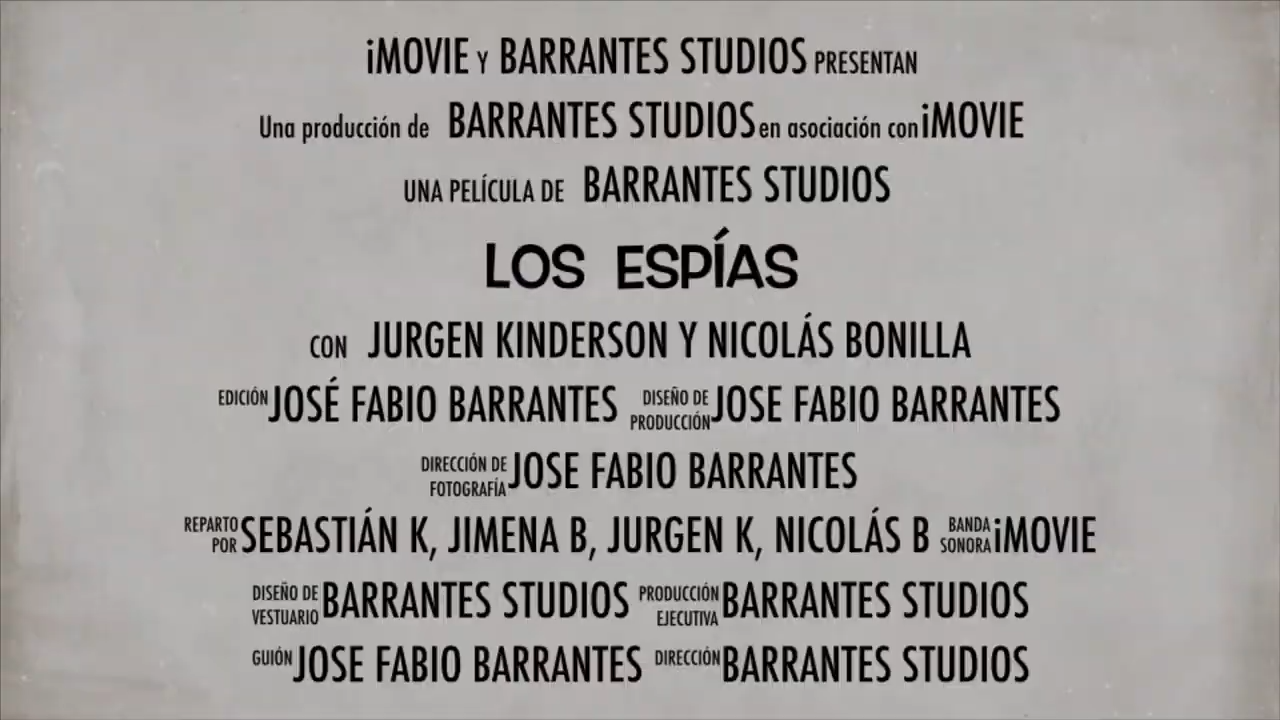 iMOVIE Y BARRANTES STUDIOS PRESENTAN
Una producción de BARRANTES STUDIOS en asociación con iMOVIE
UNA PELÍCULA DE BARRANTES STUDIOS
LOS ESPÍAS
CON JURGEN KINDERSON Y NICOLÁS BONILLA
EDICIÓN JOSÉ FABIO BARRANTES DISEÑO DE PRODUCCIÓN JOSE FABIO BARRANTES
DIRECCIÓN DE FOTOGRAFÍA JOSE FABIO BARRANTES
REPARTO POR SEBASTIÁN K, JIMENA B, JURGEN K, NICOLÁS B BANDA SONORA iMOVIE
DISEÑO DE VESTUARIO BARRANTES STUDIOS PRODUCCIÓN EJECUTIVA BARRANTES STUDIOS
GUIÓN JOSE FABIO BARRANTES DIRECCIÓN BARRANTES STUDIOS